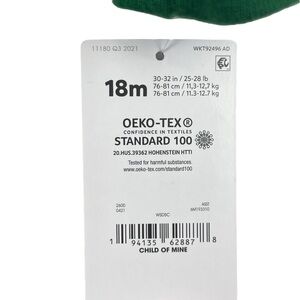 11180 Q3 2021
WKT92496 AD
18m
30-32 in / 25-28 lb
76-81 cm / 11,3-12,7 kg
76-81 cm / 11.3-12.7 kg
OEKO-TEX®
CONFIDENCE IN TEXTILES
STANDARD 100
20.HUS.39362 HOHENSTEIN HTTI
Tested for harmful substances.
www.oeko-tex.com/standard100
2600
0421
WSDSC
1 94135 62887 8
CHILD OF MINE